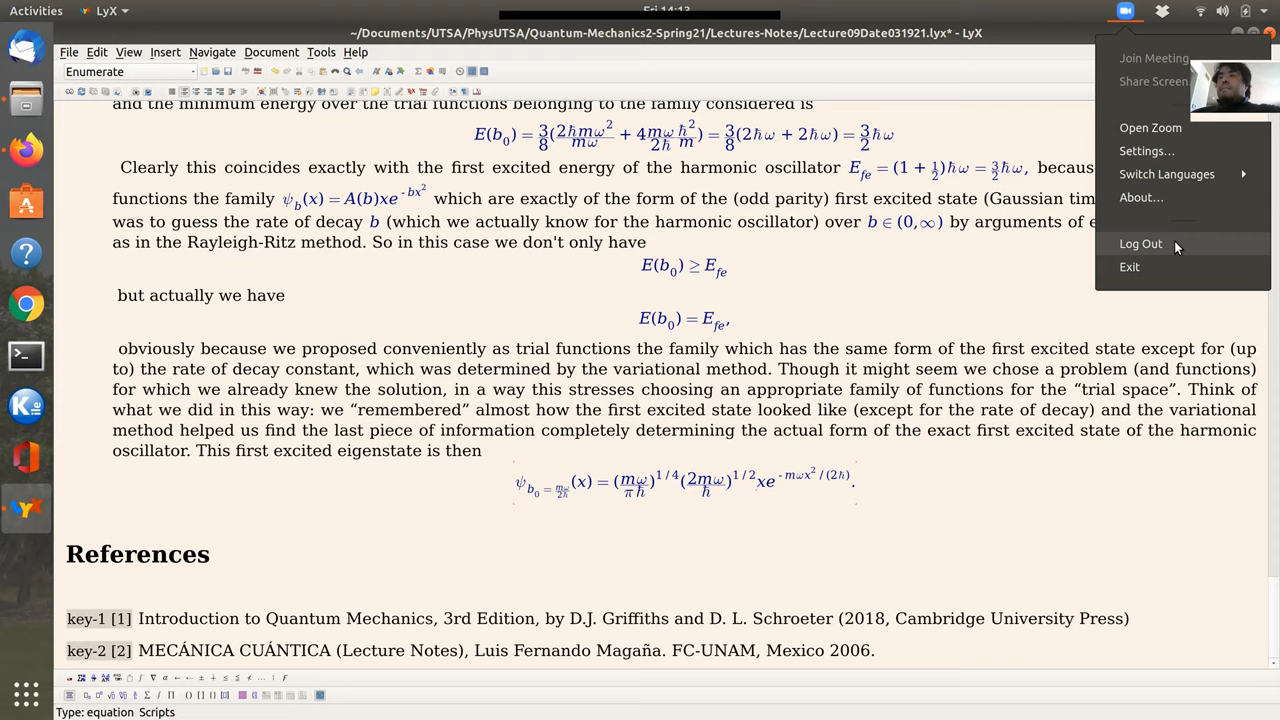 Activities LyX Fri 14:13
~/Documents/UTSA/PhysUTSA/Quantum-Mechanics2-Spring21/Lectures-Notes/Lecture09Date031921.lyx* - LyX
File Edit View Insert Navigate Document Tools Help
Enumerate
and the minimum energy over the trial functions belonging to the family considered is
E(b₀) = 3/8(2ħmω²/mω + 4mω/2ħ ħ²/m) = 3/8(2ħω + 2ħω) = 3/2ħω
Clearly this coincides exactly with the first excited energy of the harmonic oscillator E_fe = (1 + 1/2)ħω = 3/2ħω, becaus
functions the family ψ_b(x) = A(b)xe^-bx² which are exactly of the form of the (odd parity) first excited state (Gaussian tim
was to guess the rate of decay b (which we actually know for the harmonic oscillator) over b ∈ (0,∞) by arguments of e
as in the Rayleigh-Ritz method. So in this case we don't only have
E(b₀) ≥ E_fe
but actually we have
E(b₀) = E_fe,
obviously because we proposed conveniently as trial functions the family which has the same form of the first excited state except for (up
to) the rate of decay constant, which was determined by the variational method. Though it might seem we chose a problem (and functions)
for which we already knew the solution, in a way this stresses choosing an appropriate family of functions for the “trial space”. Think of
what we did in this way: we “remembered” almost how the first excited state looked like (except for the rate of decay) and the variational
method helped us find the last piece of information completely determining the actual form of the exact first excited state of the harmonic
oscillator. This first excited eigenstate is then
ψ_b₀=mω/2ħ(x) = (mω/πħ)^1/4(2mω/ħ)^1/2xe^-mωx²/(2ħ).
References
key-1 [1] Introduction to Quantum Mechanics, 3rd Edition, by D.J. Griffiths and D. L. Schroeter (2018, Cambridge University Press)
key-2 [2] MECÁNICA CUÁNTICA (Lecture Notes), Luis Fernando Magaña. FC-UNAM, Mexico 2006.
Type: equation Scripts
Join Meeting
Share Screen
Open Zoom
Settings...
Switch Languages
About...
Log Out
Exit